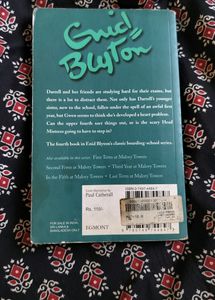 Enid
Blyton
Darrell and her friends are studying hard for their exams, but
there is a lot to distract them. Not only has Darrell's younger
sister, new to the school, fallen under the spell of an awful first
year, but Gwen seems to think she's developed a heart problem.
Can the upper fourth sort things out, or is the scary Head
Mistress going to have to step in?
The fourth book in Enid Blyton's classic boarding-school series.
Also available in this series: First Term at Malory Towers
Second Form at Malory Towers • Third Year at Malory Towers
In the Fifth at Malory Towers • Last Term at Malory Towers
Cover illustration by
Paul Catherall
Rs. 110/-
FOR SALE IN INDIA,
SRI LANKA &
BANGLADESH ONLY
EGMONT